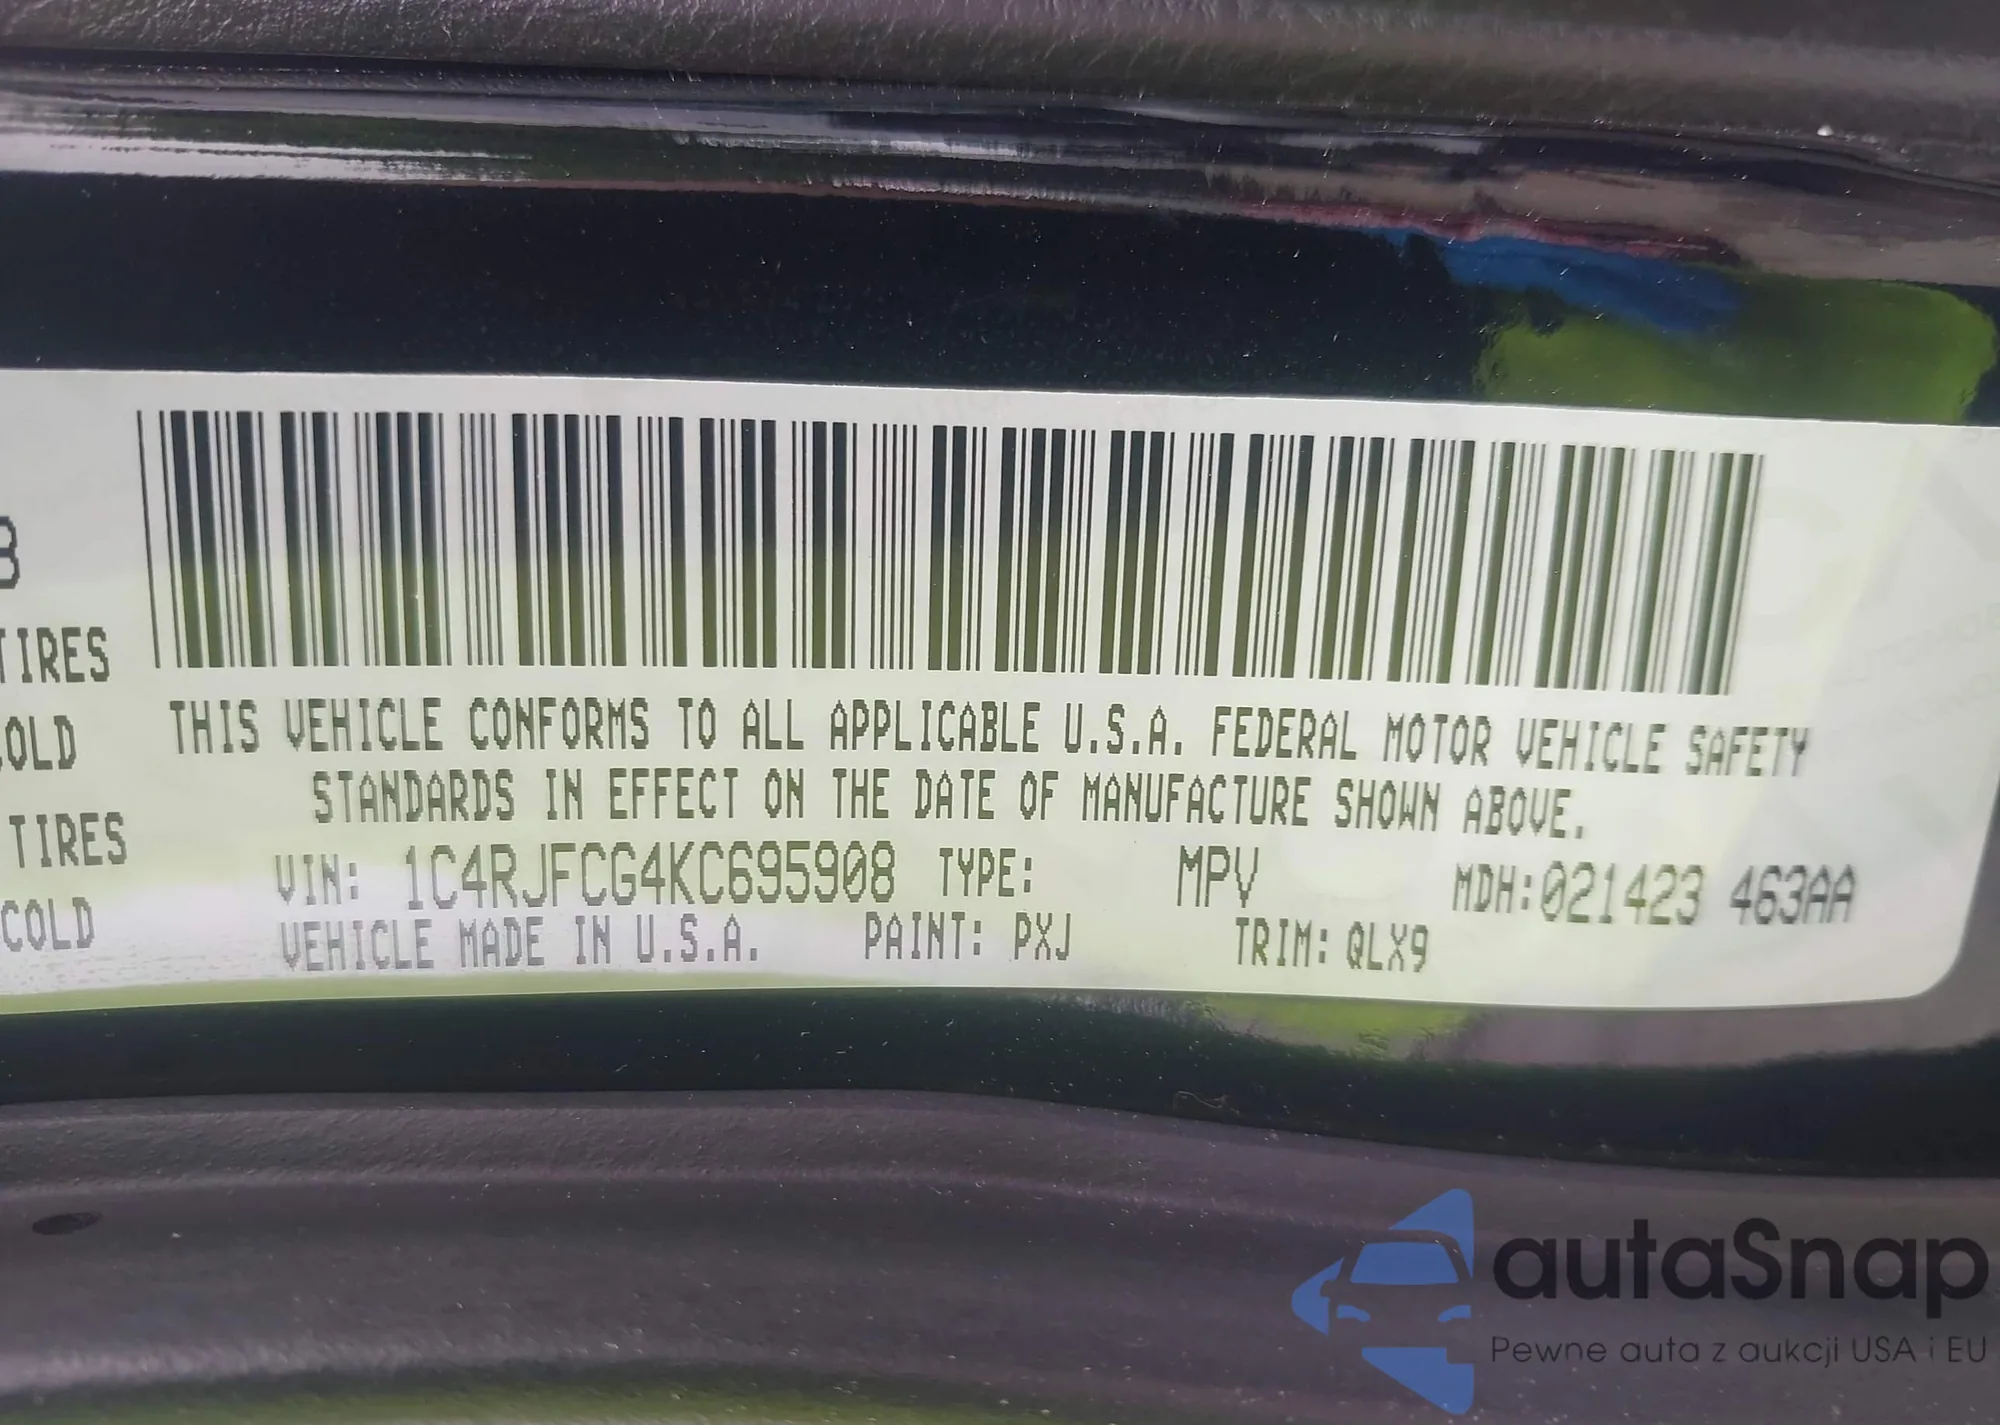 3
TIRES
COLD
TIRES
COLD
THIS VEHICLE CONFORMS TO ALL APPLICABLE U.S.A. FEDERAL MOTOR VEHICLE SAFETY
STANDARDS IN EFFECT ON THE DATE OF MANUFACTURE SHOWN ABOVE.
VIN: 1C4RJFCG4KC695908 TYPE: MPV MDH:021423 463AA
VEHICLE MADE IN U.S.A. PAINT: PXJ TRIM: QLX9
autaSnap
Pewne auta z aukcji USA i EU